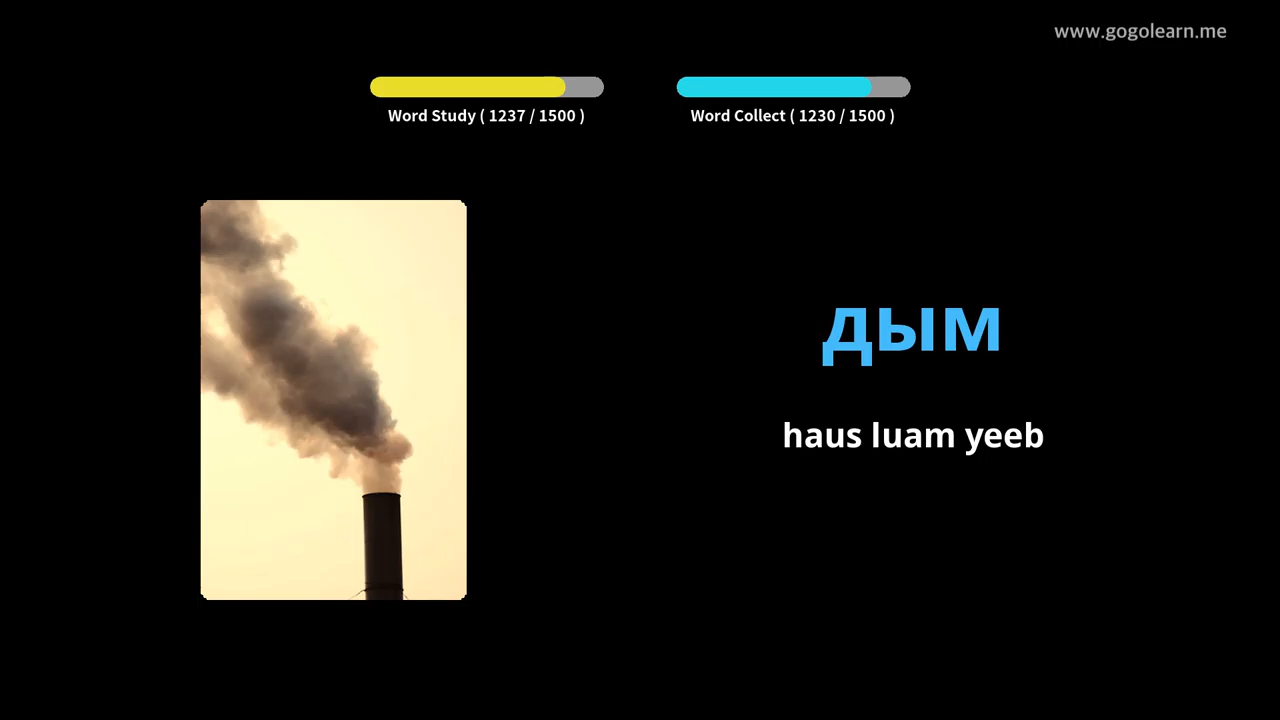 www.gogolearn.me
Word Study ( 1237 / 1500 )
Word Collect ( 1230 / 1500 )
дым
haus luam yeeb